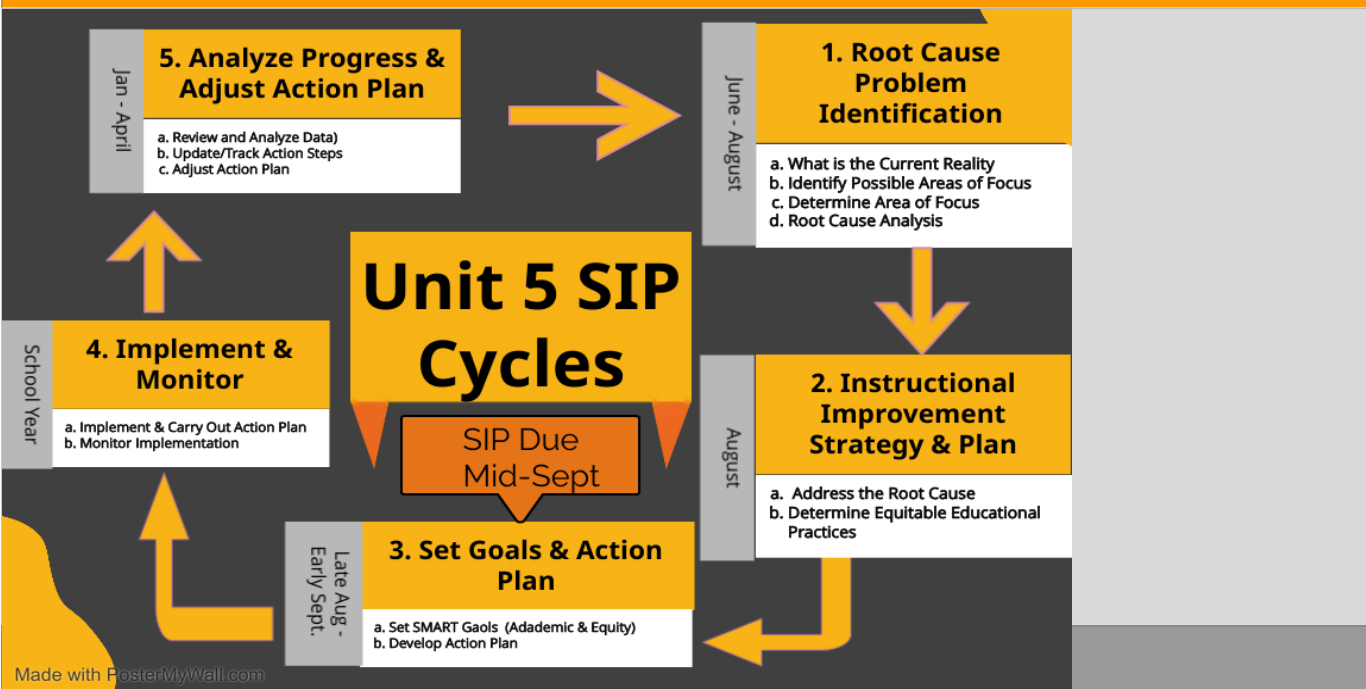 5. Analyze Progress &
Adjust Action Plan
Jan - April
a. Review and Analyze Data)
b. Update/Track Action Steps
c. Adjust Action Plan
1. Root Cause
Problem
Identification
June - August
a. What is the Current Reality
b. Identify Possible Areas of Focus
c. Determine Area of Focus
d. Root Cause Analysis
Unit 5 SIP
Cycles
SIP Due
Mid-Sept
4. Implement &
Monitor
School Year
a. Implement & Carry Out Action Plan
b. Monitor Implementation
2. Instructional
Improvement
Strategy & Plan
August
a. Address the Root Cause
b. Determine Equitable Educational
Practices
3. Set Goals & Action
Plan
Late Aug -
Early Sept.
a. Set SMART Gaols (Adademic & Equity)
b. Develop Action Plan
Made with PosterMyWall.com